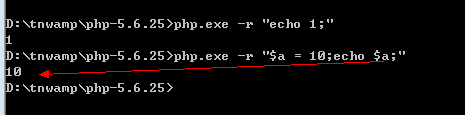 D:\tnwamp\php-5.6.25>php.exe -r "echo 1;"
1
D:\tnwamp\php-5.6.25>php.exe -r "$a = 10;echo $a;"
10
D:\tnwamp\php-5.6.25>